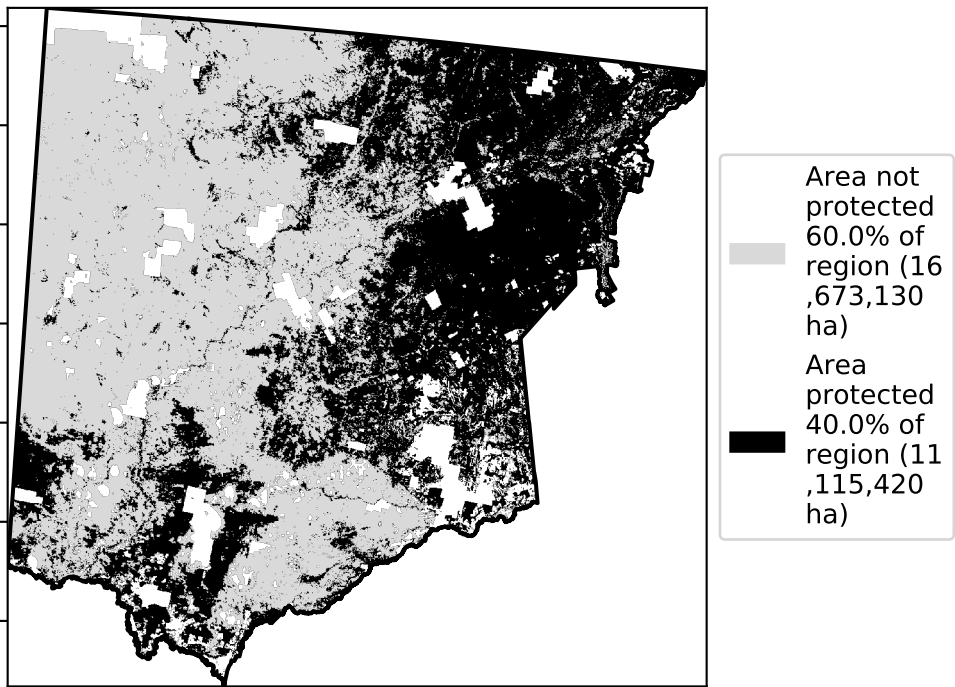 Area not
protected
60.0% of
region (16
,673,130
ha)
Area
protected
40.0% of
region (11
,115,420
ha)